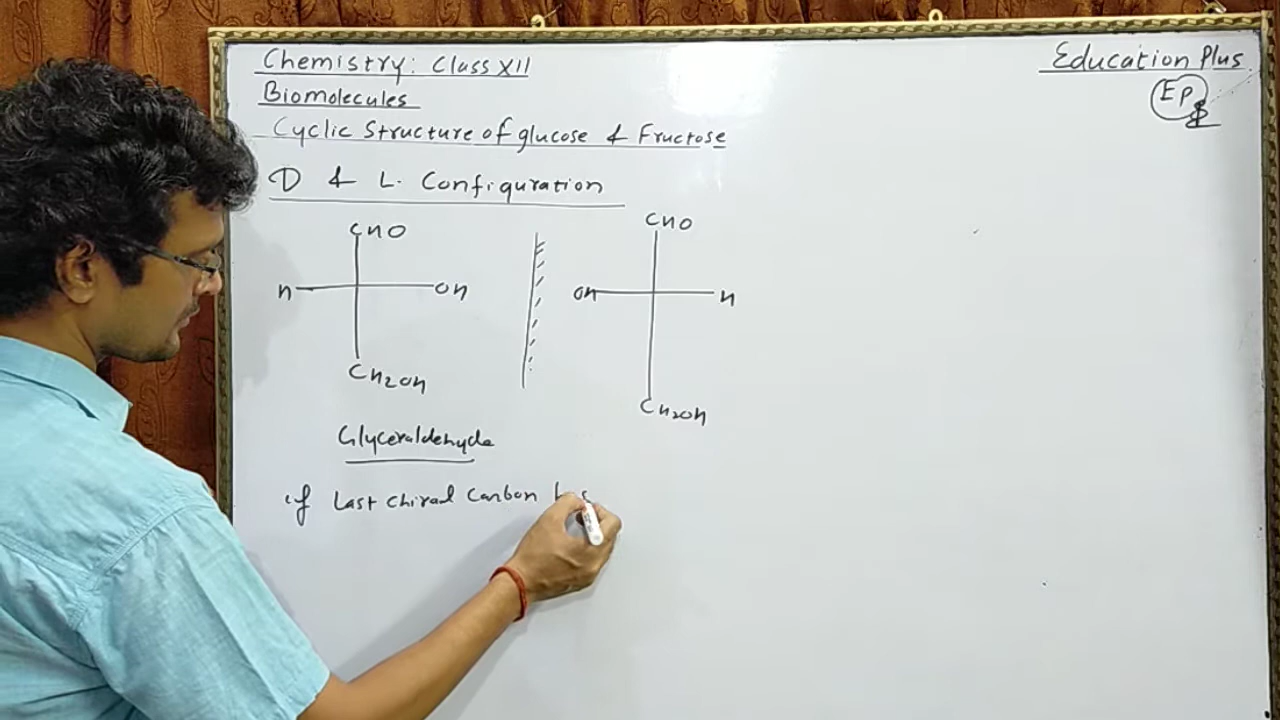 Chemistry: Class XII
Education Plus
EP
Biomolecules
Cyclic Structure of glucose & Fructose
D & L. Configuration
CHO
CHO
H
OH
OH
H
CH2OH
CH2OH
Glyceraldehyde
if Last chiral Carbon